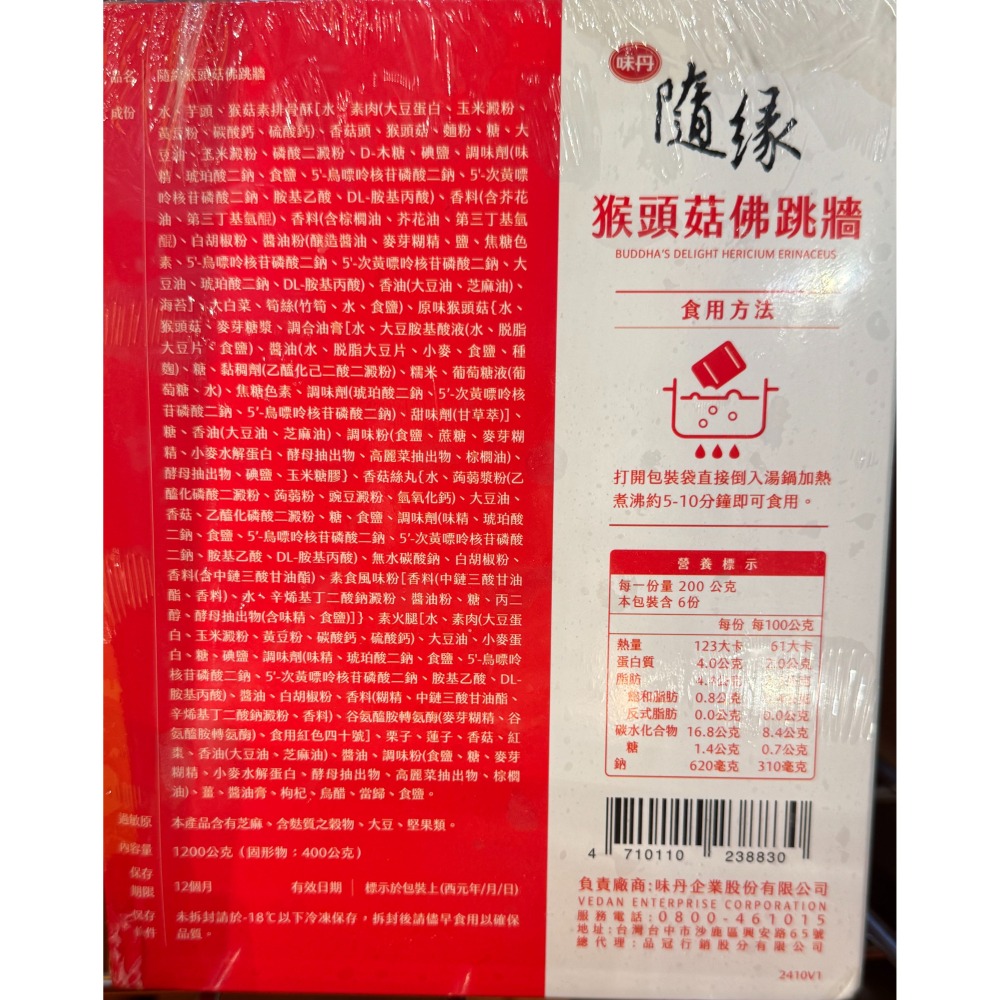 品名 隨緣猴頭菇佛跳牆
成份 水、芋頭、猴菇素排骨酥[水、素肉(大豆蛋白、玉米澱粉、
黃豆粉、碳酸鈣、硫酸鈣)、香菇頭、猴頭菇、麵粉、糖、大
豆油、玉米澱粉、磷酸二澱粉、D-木糖、碘鹽、調味劑(味
精、琥珀酸二鈉、食鹽、5'-鳥嘌呤核苷磷酸二鈉、5'-次黃嘌
呤核苷磷酸二鈉、胺基乙酸、DL-胺基丙酸)、香料(含芥花
油、第三丁基氫醌)、香料(含棕櫚油、芥花油、第三丁基氫
醌)、白胡椒粉、醬油粉(釀造醬油、麥芽糊精、鹽、焦糖色
素、5'-鳥嘌呤核苷磷酸二鈉、5'-次黃嘌呤核苷磷酸二鈉、大
豆油、琥珀酸二鈉、DL-胺基丙酸)、香油(大豆油、芝麻油)、
海苔]、大白菜、筍絲(竹筍、水、食鹽)、原味猴頭菇{水、
猴頭菇、麥芽糖漿、調合油膏[水、大豆胺基酸液(水、脫脂
大豆片、食鹽)、醬油(水、脫脂大豆片、小麥、食鹽、種
麴)、糖、黏稠劑(乙醯化己二酸二澱粉)、糯米、葡萄糖液(葡
萄糖、水)、焦糖色素、調味劑(琥珀酸二鈉、5'-次黃嘌呤核
苷磷酸二鈉、5'-鳥嘌呤核苷磷酸二鈉)、甜味劑(甘草萃)]、
糖、香油(大豆油、芝麻油)、調味粉(食鹽、蔗糖、麥芽糊
精、小麥水解蛋白、酵母抽出物、高麗菜抽出物、棕櫚油)、
酵母抽出物、碘鹽、玉米糖膠}、香菇絲丸{水、蒟蒻漿粉(乙
醯化磷酸二澱粉、蒟蒻粉、豌豆澱粉、氫氧化鈣)、大豆油、
香菇、乙醯化磷酸二澱粉、糖、食鹽、調味劑(味精、琥珀酸
二鈉、食鹽、5'-鳥嘌呤核苷磷酸二鈉、5'-次黃嘌呤核苷磷酸
二鈉、胺基乙酸、DL-胺基丙酸)、無水碳酸鈉、白胡椒粉、
香料(含中鏈三酸甘油酯)、素食風味粉[香料(中鏈三酸甘油
酯、香料)、水、辛烯基丁二酸鈉澱粉、醬油粉、糖、丙二
醇、酵母抽出物(含味精、食鹽)]}、素火腿[水、素肉(大豆蛋
白、玉米澱粉、黃豆粉、碳酸鈣、硫酸鈣)、大豆油、小麥蛋
白、糖、碘鹽、調味劑(味精、琥珀酸二鈉、食鹽、5'-鳥嘌呤
核苷磷酸二鈉、5'-次黃嘌呤核苷磷酸二鈉、胺基乙酸、DL-
胺基丙酸)、醬油、白胡椒粉、香料(糊精、中鏈三酸甘油酯、
辛烯基丁二酸鈉澱粉、香料)、谷氨醯胺轉氨酶(麥芽糊精、谷
氨醯胺轉氨酶)、食用紅色四十號]、栗子、蓮子、香菇、紅
棗、香油(大豆油、芝麻油)、醬油、調味粉(食鹽、糖、麥芽
糊精、小麥水解蛋白、酵母抽出物、高麗菜抽出物、棕櫚
油)、薑、醬油膏、枸杞、烏醋、當歸、食鹽。
過敏原 本產品含有芝麻、含麩質之穀物、大豆、堅果類。
內容量 1200公克(固形物:400公克)
保存期限 12個月 有效日期 標示於包裝上(西元年/月/日)
保存條件 未拆封請於-18℃以下冷凍保存，拆封後請儘早食用以確保
品質。
味丹
隨緣
猴頭菇佛跳牆
BUDDHA'S DELIGHT HERICIUM ERINACEUS
食用方法
打開包裝袋直接倒入湯鍋加熱
煮沸約5-10分鐘即可食用。
營養標示
每一份量 200 公克
本包裝含 6份
每份 每100公克
熱量 123大卡 61大卡
蛋白質 4.0公克 2.0公克
脂肪
飽和脂肪 0.8公克
反式脂肪 0.0公克 0.0公克
碳水化合物 16.8公克 8.4公克
糖 1.4公克 0.7公克
鈉 620毫克 310毫克
4 710110 238830
負責廠商:味丹企業股份有限公司
VEDAN ENTERPRISE CORPORATION
服務電話:0800-461015
地址:台灣台中市沙鹿區興安路65號
總代理:品冠行銷股分有限公司
2410V1